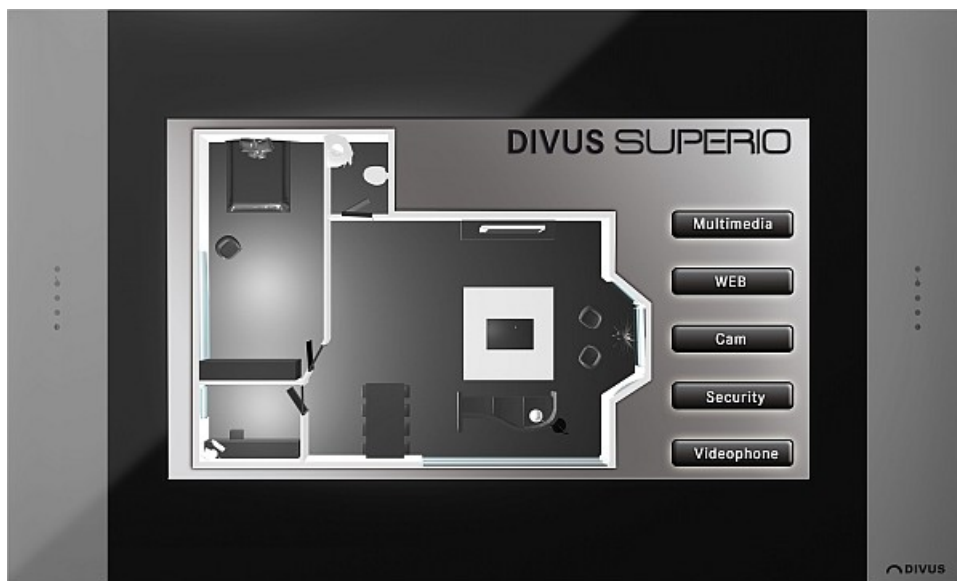 DIVUS SUPERIO
Multimedia
WEB
Cam
Security
Videophone
DIVUS